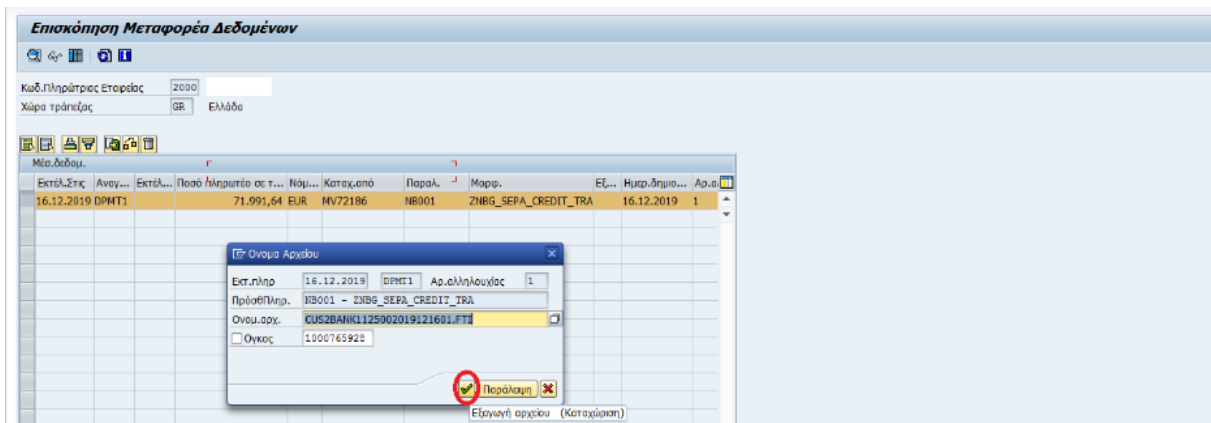 Επισκόπηση Μεταφορέα Δεδομένων
Κωδ.Πληρώτριας Εταιρείας 2000
Χώρα τράπεζας GR Ελλάδα
Μέσ.δεδομ.
Εκτέλ.Στις Αναγ... Εκτέλ... Ποσό πληρωτέο σε τ... Νόμ... Καταχ.από Παραλ. Μορφ. Εξ... Ημερ.δημιο... Αρ.α.
16.12.2019 DPMT1 71.991,64 EUR MV72186 NB001 ZNBG_SEPA_CREDIT_TRA 16.12.2019 1
Ονομα Αρχείου
Εκτ.πληρ 16.12.2019 DPMT1 Αρ.αλληλουχίας 1
ΠρόσθΠληρ. NB001 - ZNBG_SEPA_CREDIT_TRA
Ονομ.αρχ. CUS2BANK1125002019121601.FTI
Ογκος 1000765928
Παράλειψη
Εξαγωγή αρχείου (Καταχώριση)